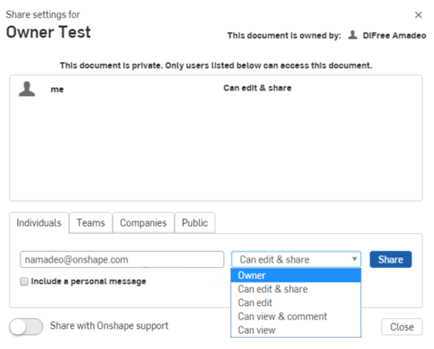 Share settings for
Owner Test
This document is owned by: DiFree Amadeo
This document is private. Only users listed below can access this document.
me Can edit & share
Individuals Teams Companies Public
namadeo@onshape.com Can edit & share Share
Include a personal message
Owner
Can edit & share
Can edit
Can view & comment
Can view
Share with Onshape support
Close